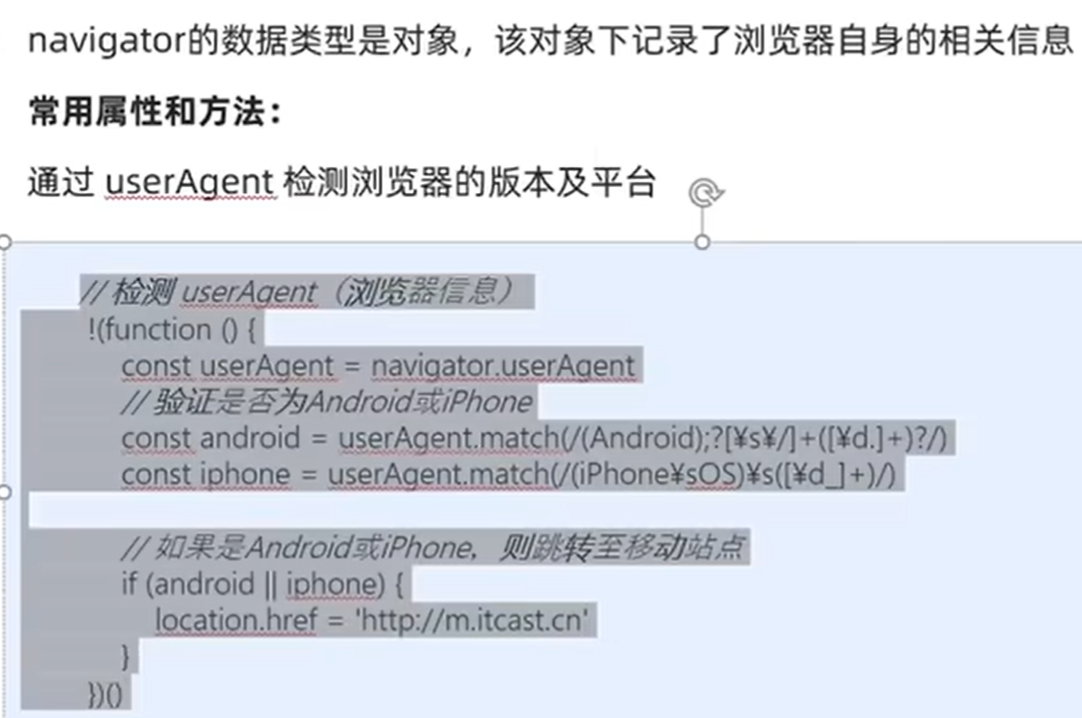 navigator的数据类型是对象，该对象下记录了浏览器自身的相关信息
常用属性和方法：
通过 userAgent 检测浏览器的版本及平台
// 检测 userAgent（浏览器信息）
!(function () {
const userAgent = navigator.userAgent
// 验证是否为Android或iPhone
const android = userAgent.match(/(Android);?[¥s¥/]+([¥d.]+)?/)
const iphone = userAgent.match(/(iPhone¥sOS)¥s([¥d_]+)/)
// 如果是Android或iPhone，则跳转至移动站点
if (android || iphone) {
location.href = 'http://m.itcast.cn'
}
})()